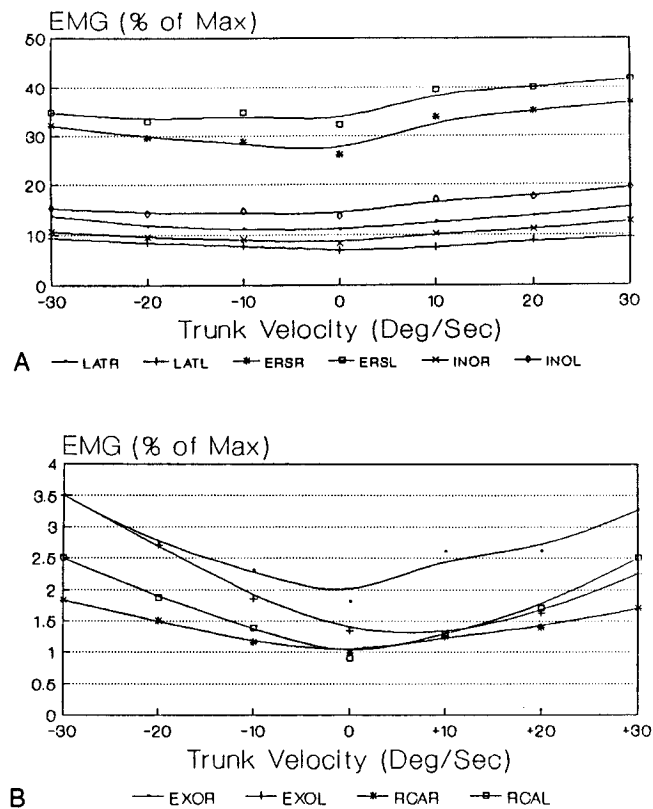 EMG (% of Max)
50
40
30
20
10
0
-30 -20 -10 0 10 20 30
Trunk Velocity (Deg/Sec)
A LATR LATL ERSR ERSL INOR INOL
EMG (% of Max)
4
3.5
3
2.5
2
1.5
1
0.5
0
-30 -20 -10 0 +10 +20 +30
Trunk Velocity (Deg/Sec)
B EXOR EXOL RCAR RCAL